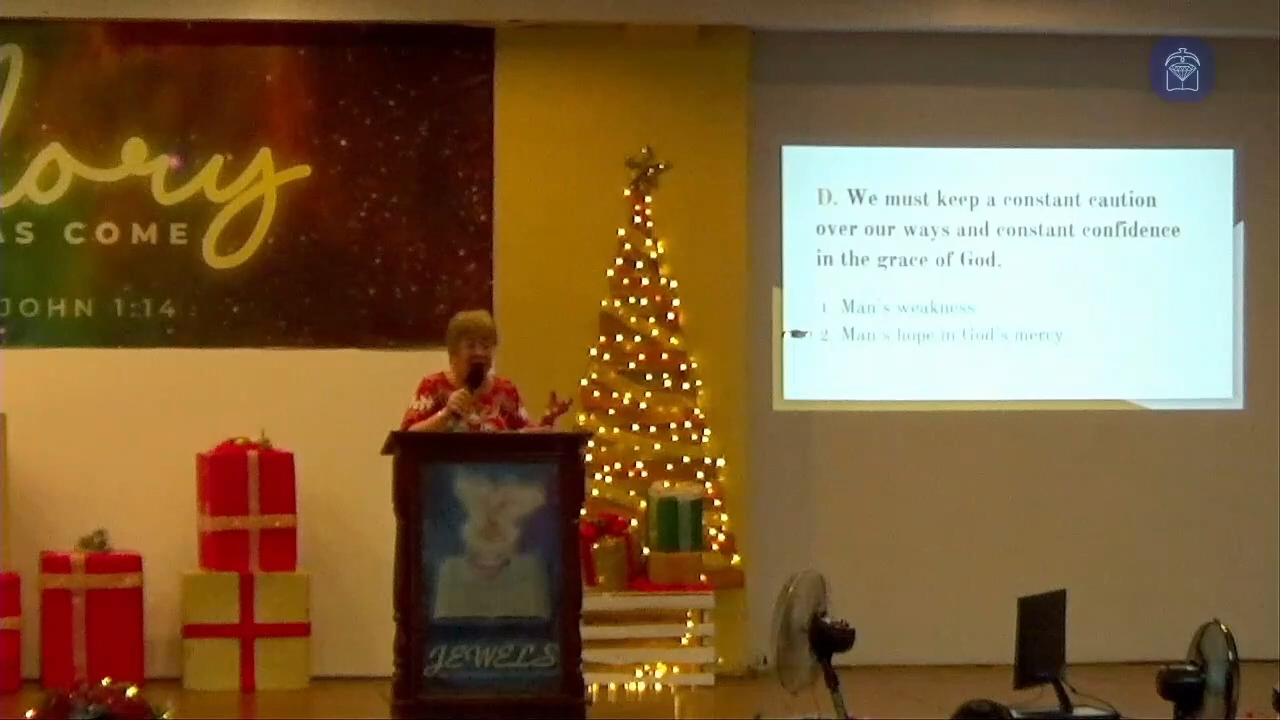 lory
AS COME
JOHN 1:14
D. We must keep a constant caution
over our ways and constant confidence
in the grace of God.
1. Man's weakness
2. Man's hope in God's mercy
JEWELS